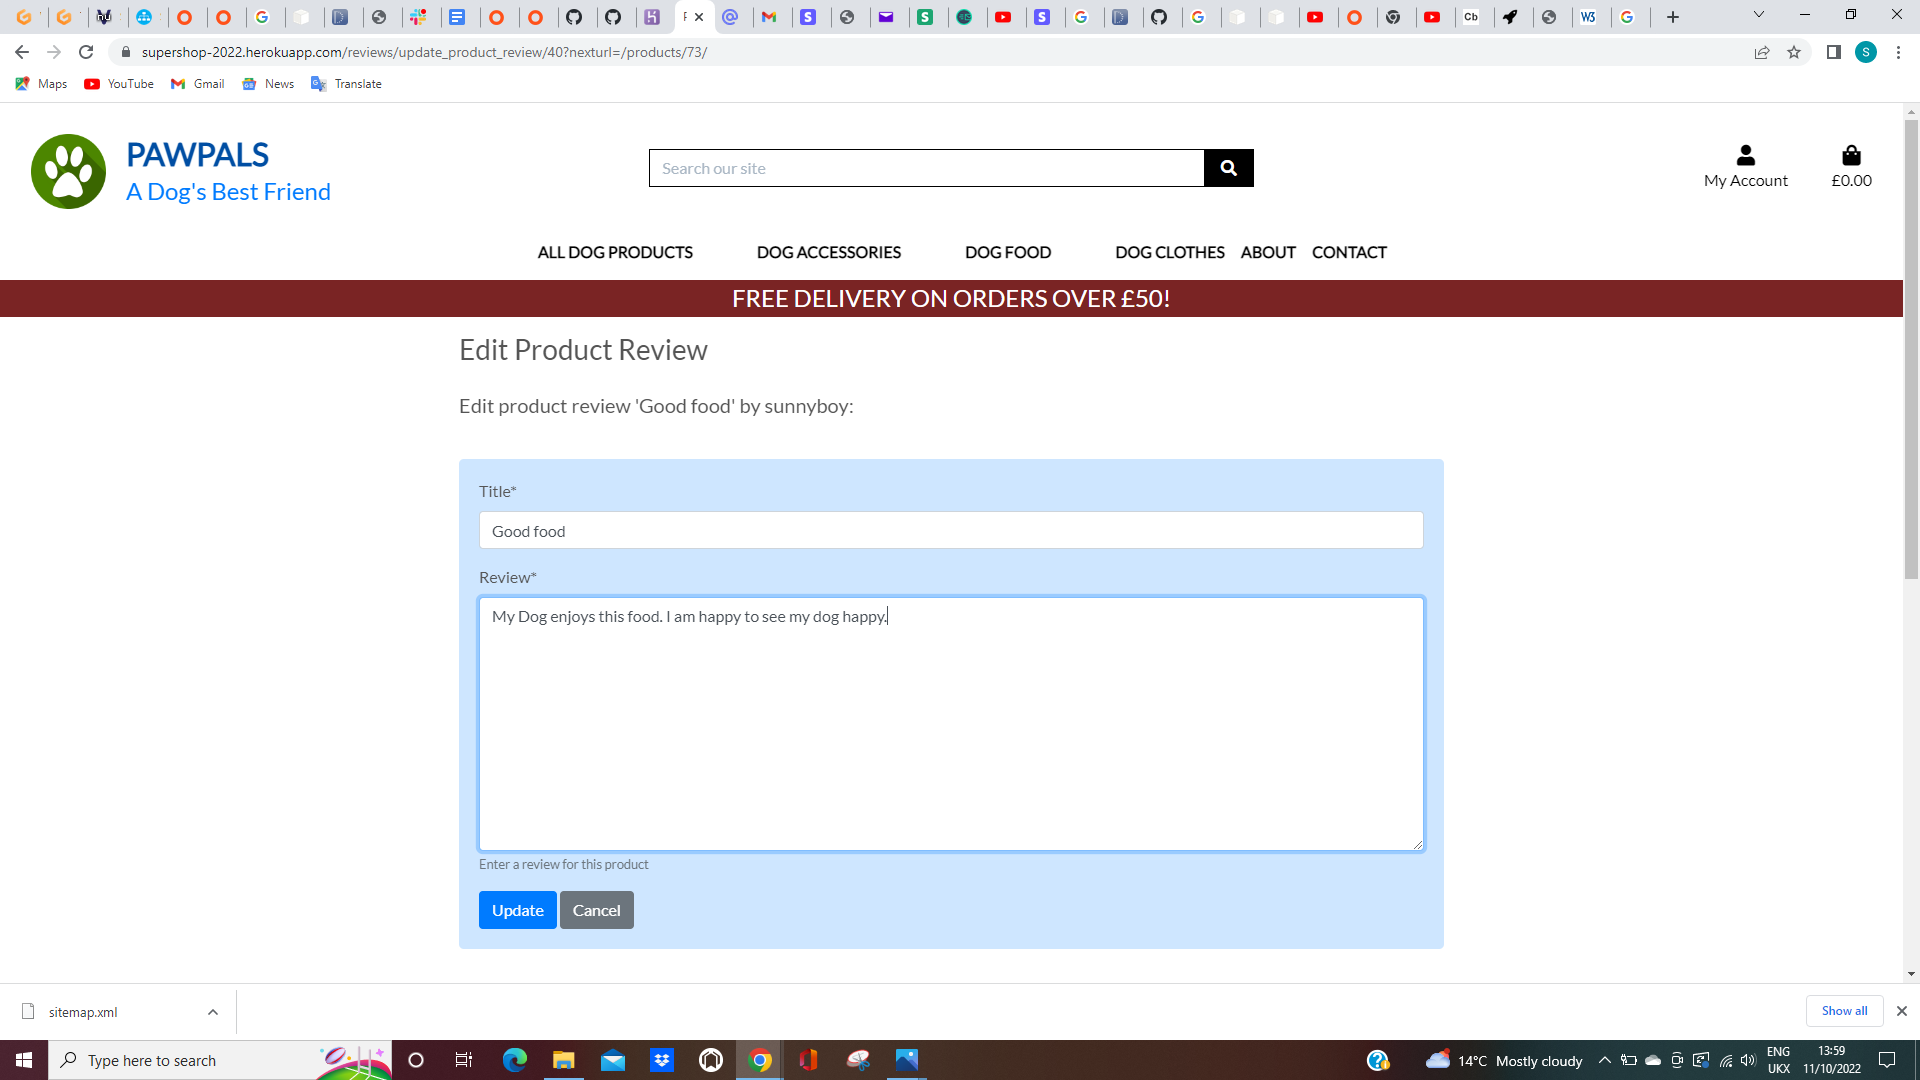 supershop-2022.herokuapp.com/reviews/update_product_review/40?nexturl=/products/73/
S
Maps YouTube Gmail News Translate
PAWPALS
A Dog's Best Friend
Search our site
My Account
£0.00
ALL DOG PRODUCTS DOG ACCESSORIES DOG FOOD DOG CLOTHES ABOUT CONTACT
FREE DELIVERY ON ORDERS OVER £50!
Edit Product Review
Edit product review 'Good food' by sunnyboy:
Title*
Good food
Review*
My Dog enjoys this food. I am happy to see my dog happy.
Enter a review for this product
Update Cancel
sitemap.xml
Show all
Type here to search
14°C Mostly cloudy
ENG
UKX
13:59
11/10/2022